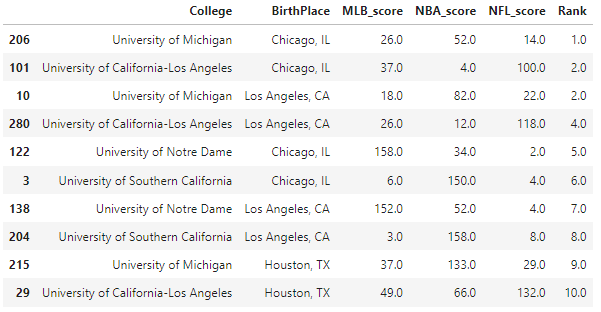 College BirthPlace MLB_score NBA_score NFL_score Rank
206 University of Michigan Chicago, IL 26.0 52.0 14.0 1.0
101 University of California-Los Angeles Chicago, IL 37.0 4.0 100.0 2.0
10 University of Michigan Los Angeles, CA 18.0 82.0 22.0 2.0
280 University of California-Los Angeles Los Angeles, CA 26.0 12.0 118.0 4.0
122 University of Notre Dame Chicago, IL 158.0 34.0 2.0 5.0
3 University of Southern California Chicago, IL 6.0 150.0 4.0 6.0
138 University of Notre Dame Los Angeles, CA 152.0 52.0 4.0 7.0
204 University of Southern California Los Angeles, CA 3.0 158.0 8.0 8.0
215 University of Michigan Houston, TX 37.0 133.0 29.0 9.0
29 University of California-Los Angeles Houston, TX 49.0 66.0 132.0 10.0